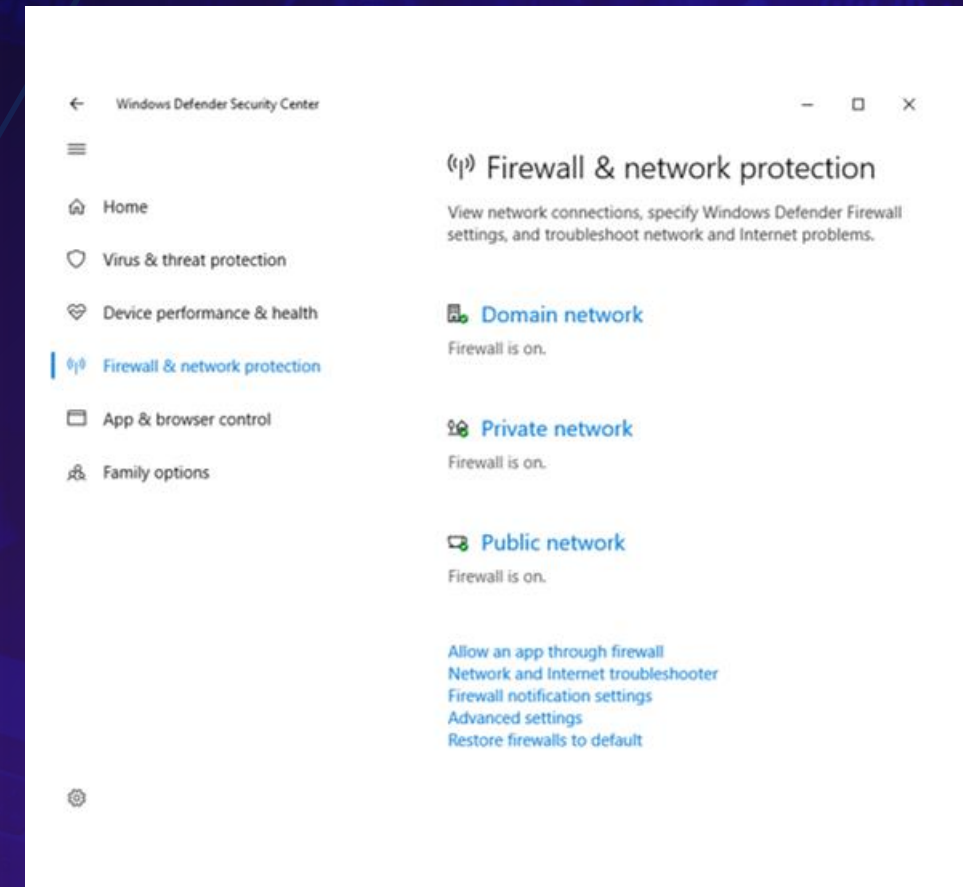 Windows Defender Security Center
Home
Virus & threat protection
Device performance & health
Firewall & network protection
App & browser control
Family options
Firewall & network protection
View network connections, specify Windows Defender Firewall
settings, and troubleshoot network and Internet problems.
Domain network
Firewall is on.
Private network
Firewall is on.
Public network
Firewall is on.
Allow an app through firewall
Network and Internet troubleshooter
Firewall notification settings
Advanced settings
Restore firewalls to default